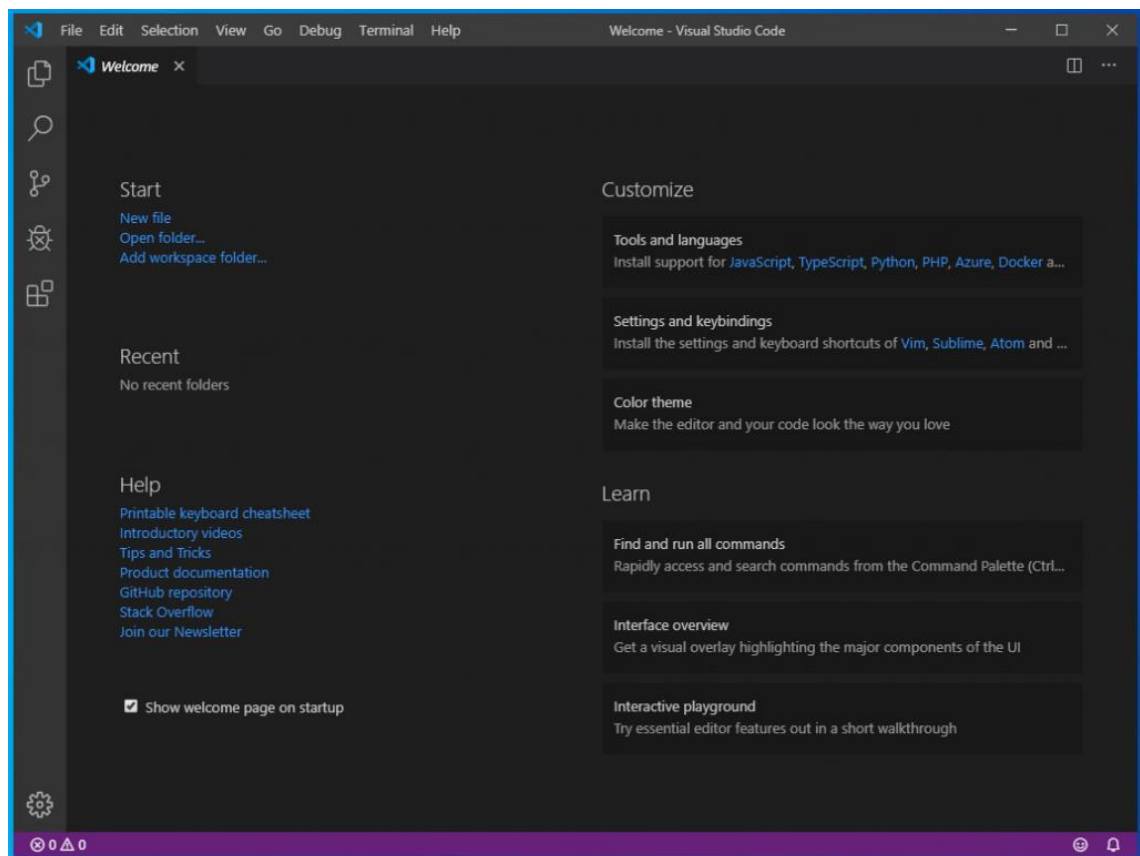 File Edit Selection View Go Debug Terminal Help Welcome - Visual Studio Code
Welcome
Start
New file
Open folder...
Add workspace folder...
Recent
No recent folders
Help
Printable keyboard cheatsheet
Introductory videos
Tips and Tricks
Product documentation
GitHub repository
Stack Overflow
Join our Newsletter
Show welcome page on startup
Customize
Tools and languages
Install support for JavaScript, TypeScript, Python, PHP, Azure, Docker a...
Settings and keybindings
Install the settings and keyboard shortcuts of Vim, Sublime, Atom and ...
Color theme
Make the editor and your code look the way you love
Learn
Find and run all commands
Rapidly access and search commands from the Command Palette (Ctrl...
Interface overview
Get a visual overlay highlighting the major components of the UI
Interactive playground
Try essential editor features out in a short walkthrough
0 0